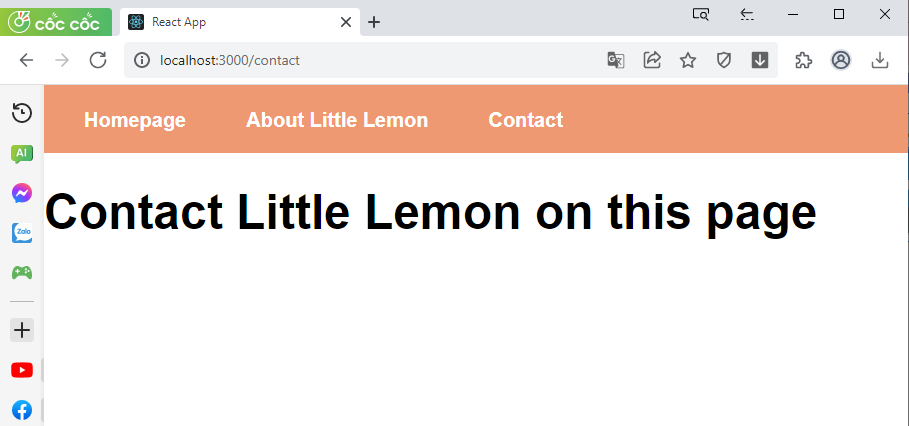 cốc cốc
React App
localhost:3000/contact
Homepage About Little Lemon Contact
AI
Zalo
Contact Little Lemon on this page